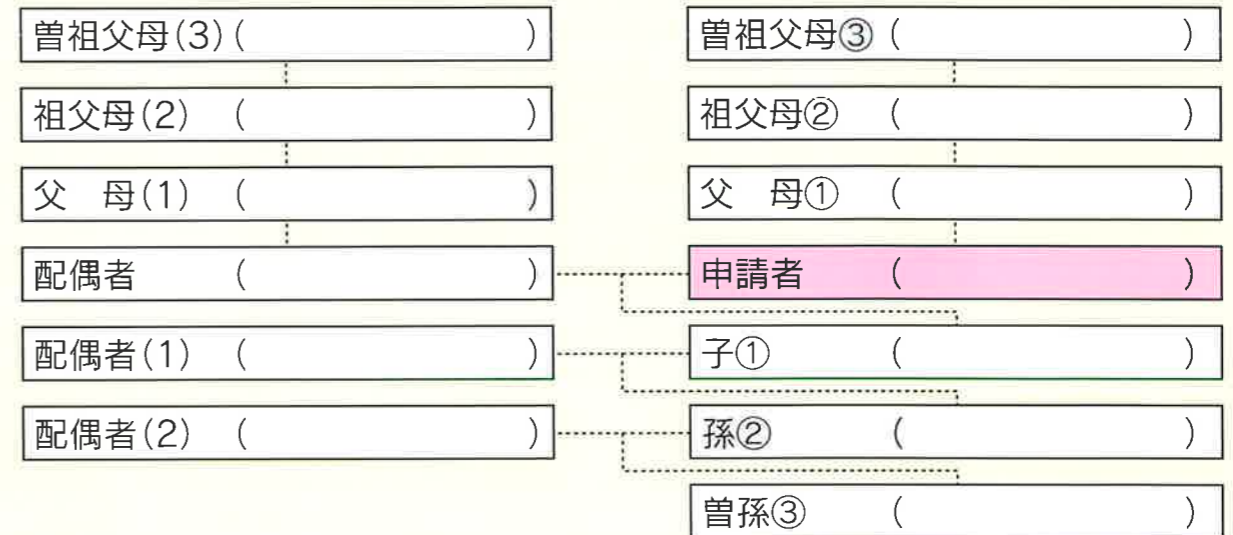 曽祖父母(3)(　　　　　　　)
曽祖父母③ (　　　　　　　)
祖父母(2)　(　　　　　　　)
祖父母②　 (　　　　　　　)
父　母(1)　(　　　　　　　)
父　母①　 (　　　　　　　)
配偶者　　 (　　　　　　　)
申請者　　 (　　　　　　　)
配偶者(1)　(　　　　　　　)
子①　　　 (　　　　　　　)
配偶者(2)　(　　　　　　　)
孫②　　　 (　　　　　　　)
曽孫③　　 (　　　　　　　)